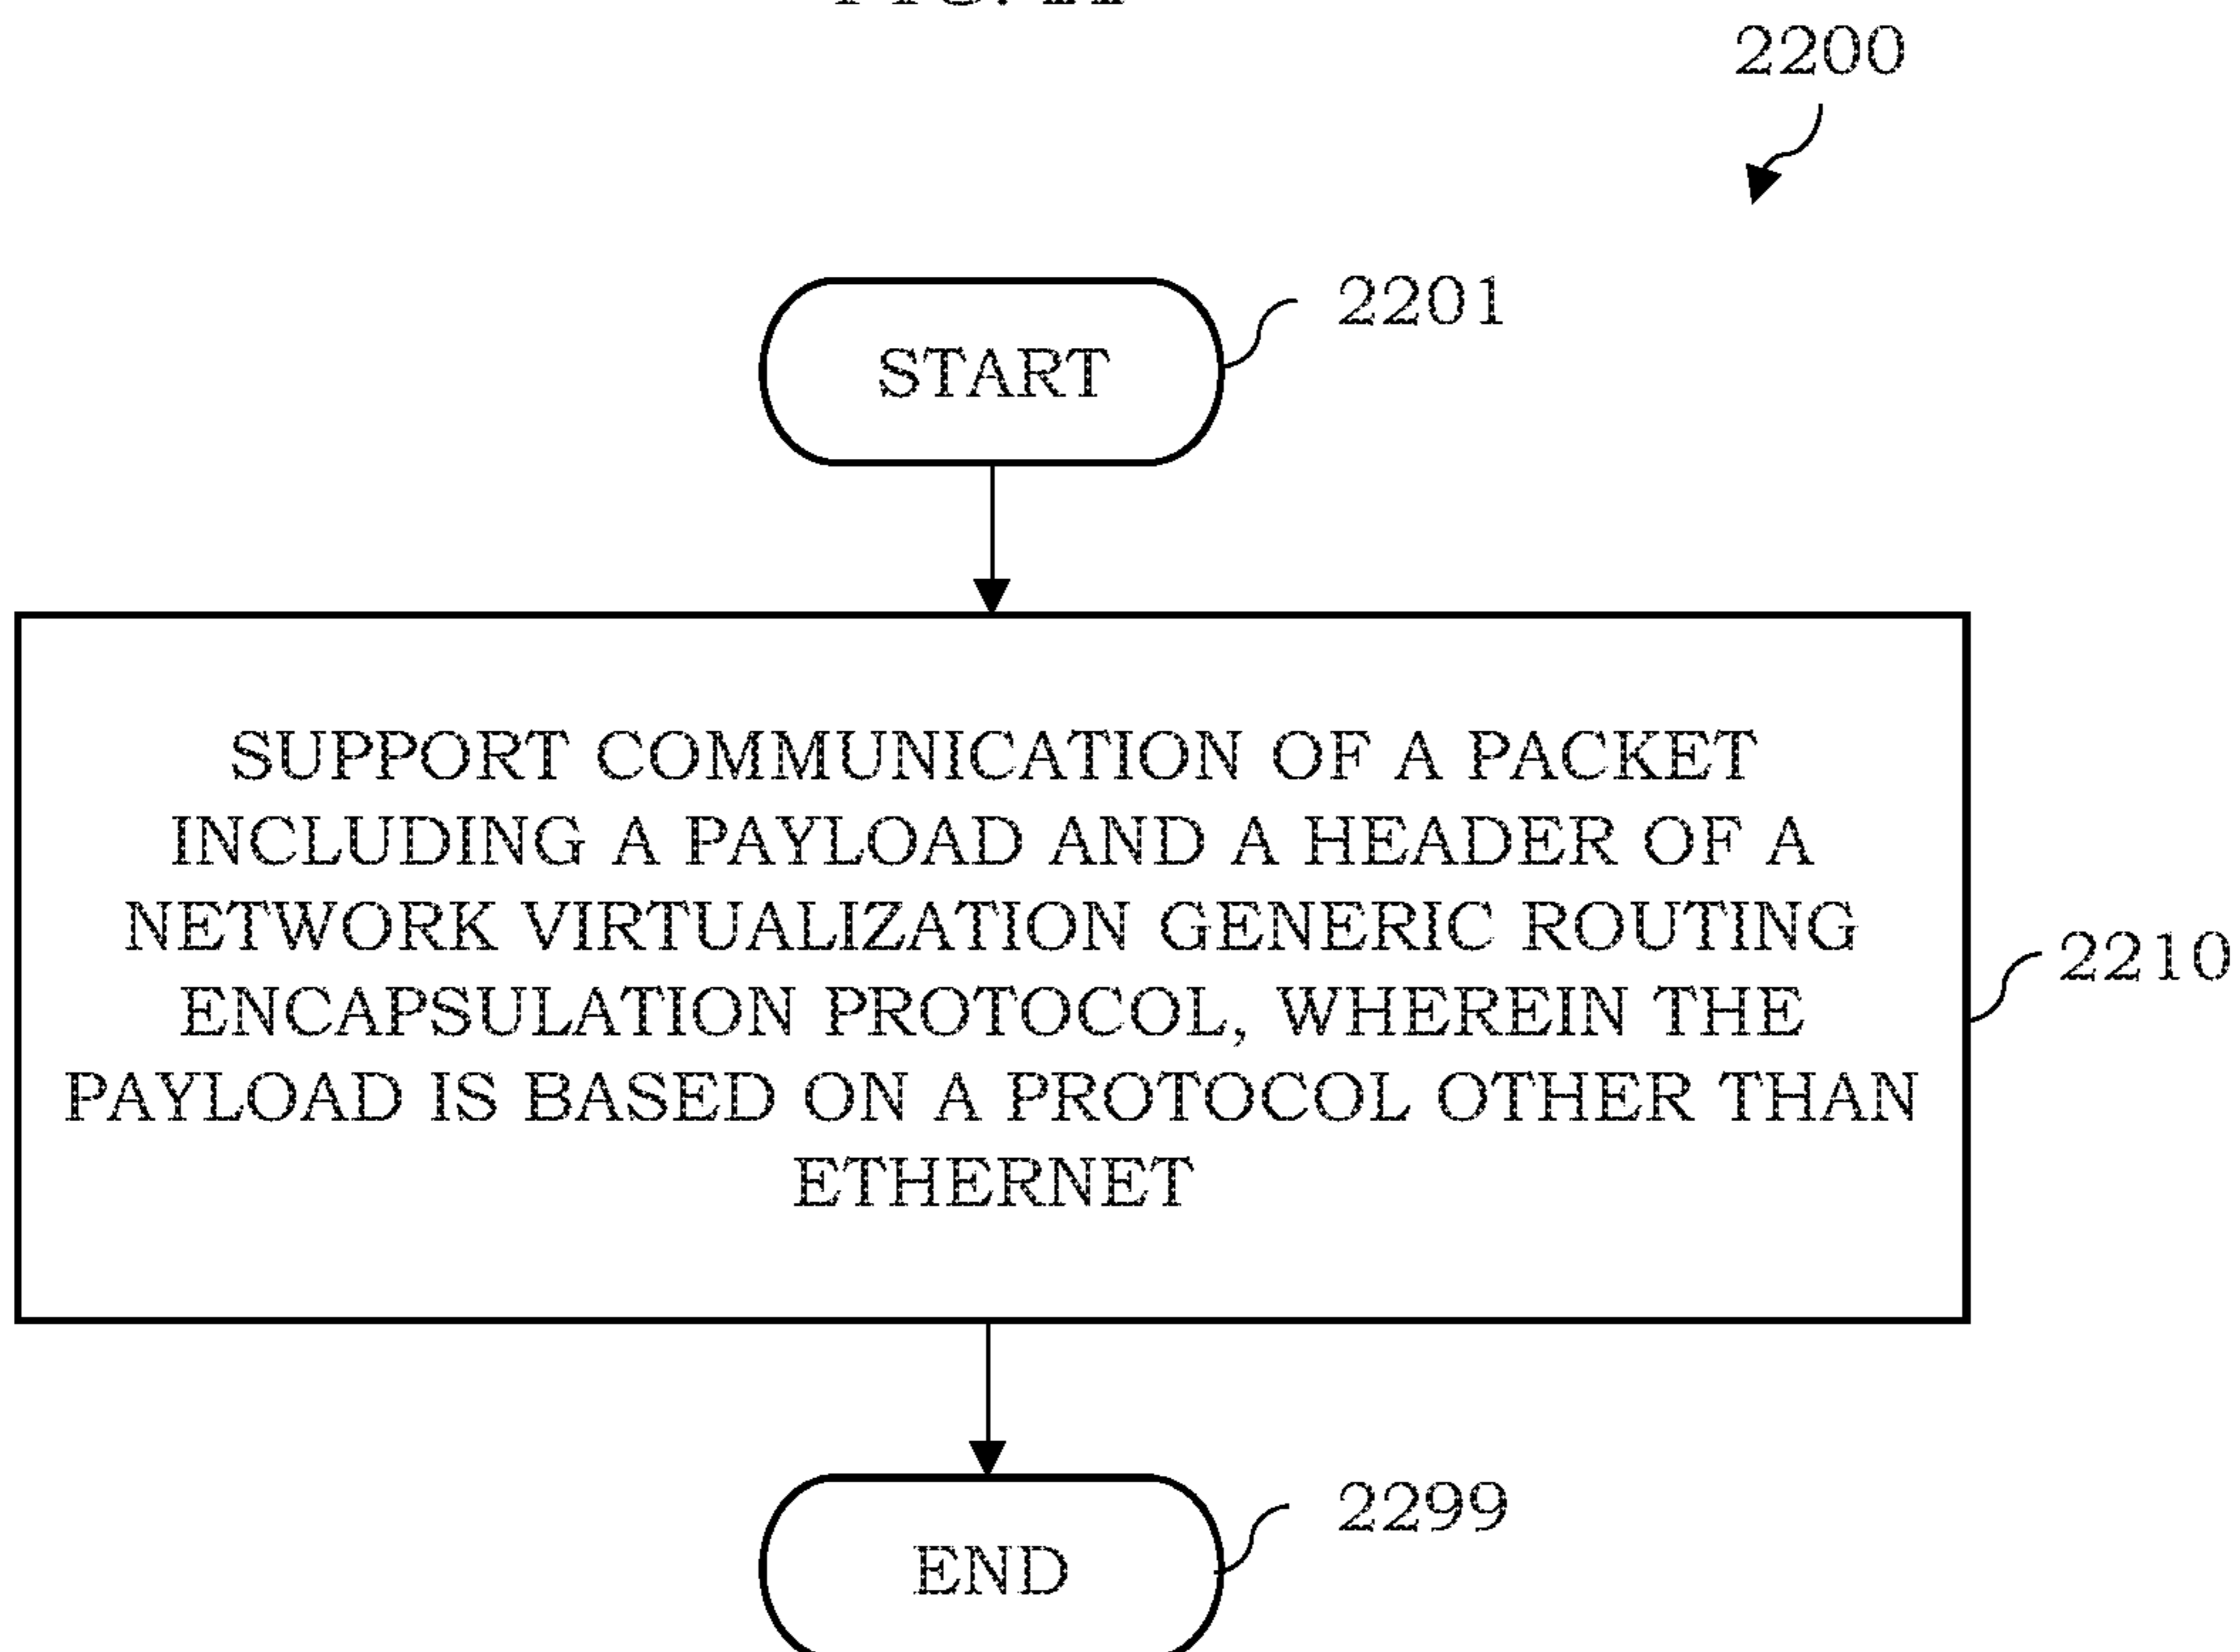 2200
2201
START
SUPPORT COMMUNICATION OF A PACKET
INCLUDING A PAYLOAD AND A HEADER OF A
NETWORK VIRTUALIZATION GENERIC ROUTING
ENCAPSULATION PROTOCOL, WHEREIN THE
PAYLOAD IS BASED ON A PROTOCOL OTHER THAN
ETHERNET
2210
2299
END